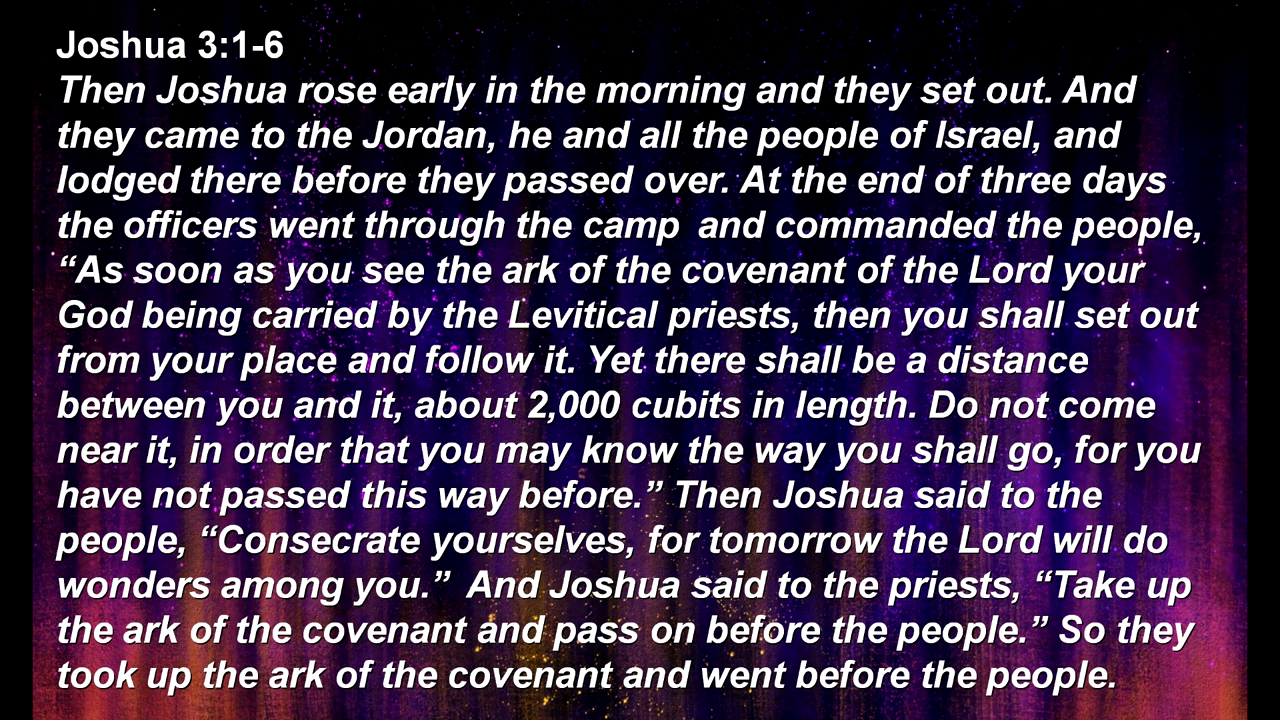 Joshua 3:1-6
Then Joshua rose early in the morning and they set out. And
they came to the Jordan, he and all the people of Israel, and
lodged there before they passed over. At the end of three days
the officers went through the camp  and commanded the people,
“As soon as you see the ark of the covenant of the Lord your
God being carried by the Levitical priests, then you shall set out
from your place and follow it. Yet there shall be a distance
between you and it, about 2,000 cubits in length. Do not come
near it, in order that you may know the way you shall go, for you
have not passed this way before.” Then Joshua said to the
people, “Consecrate yourselves, for tomorrow the Lord will do
wonders among you.”  And Joshua said to the priests, “Take up
the ark of the covenant and pass on before the people.” So they
took up the ark of the covenant and went before the people.